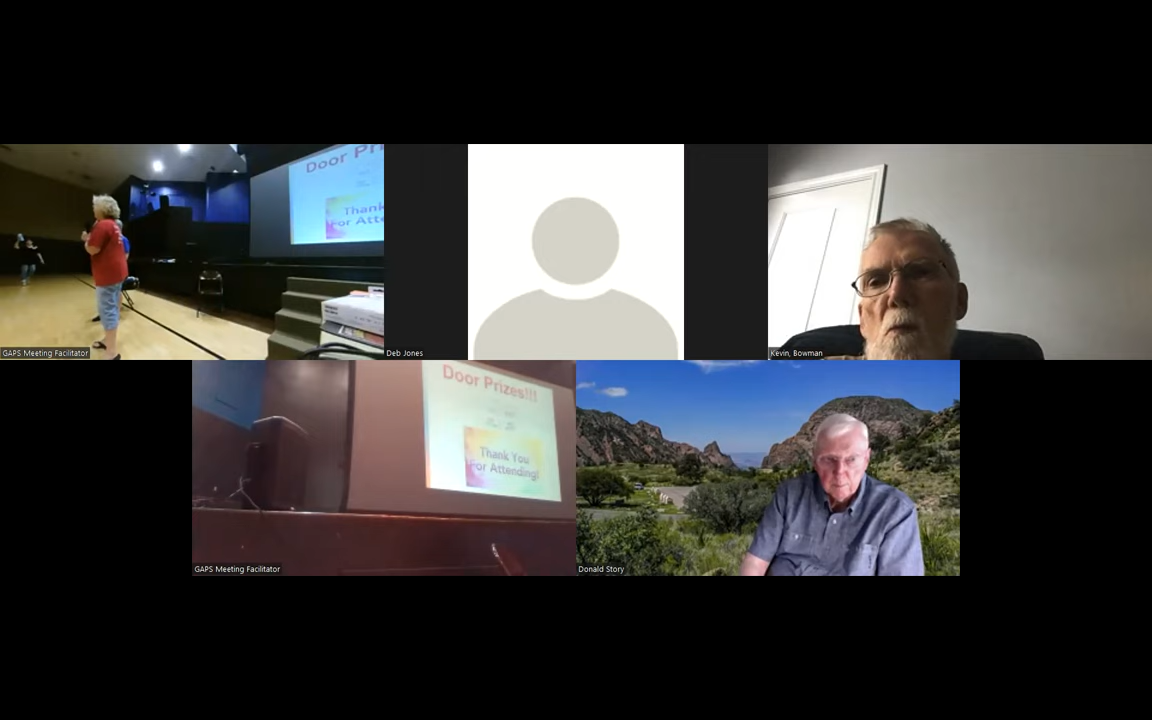 Door Pri
Thank
For Atte
GAPS Meeting Facilitator
Deb Jones
Kevin, Bowman
Door Prizes!!!
Thank You
For Attending!
GAPS Meeting Facilitator
Donald Story